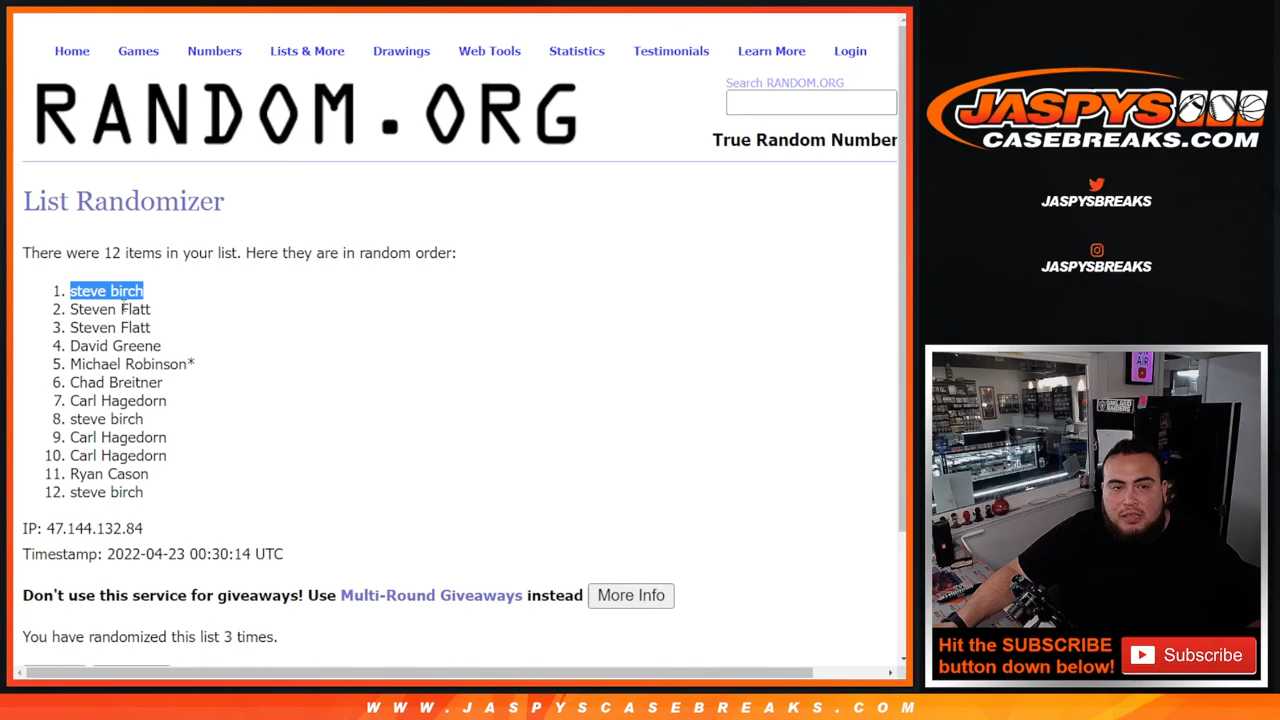 Home Games Numbers Lists & More Drawings Web Tools Statistics Testimonials Learn More Login
RANDOM.ORG
Search RANDOM.ORG
True Random Number
List Randomizer
There were 12 items in your list. Here they are in random order:
1. steve birch
2. Steven Flatt
3. Steven Flatt
4. David Greene
5. Michael Robinson*
6. Chad Breitner
7. Carl Hagedorn
8. steve birch
9. Carl Hagedorn
10. Carl Hagedorn
11. Ryan Cason
12. steve birch
IP: 47.144.132.84
Timestamp: 2022-04-23 00:30:14 UTC
Don't use this service for giveaways! Use Multi-Round Giveaways instead More Info
You have randomized this list 3 times.
JASPYS
CASEBREAKS.COM
JASPYSBREAKS
JASPYSBREAKS
Hit the SUBSCRIBE
button down below!
Subscribe
WWW.JASPYSCASEBREAKS.COM